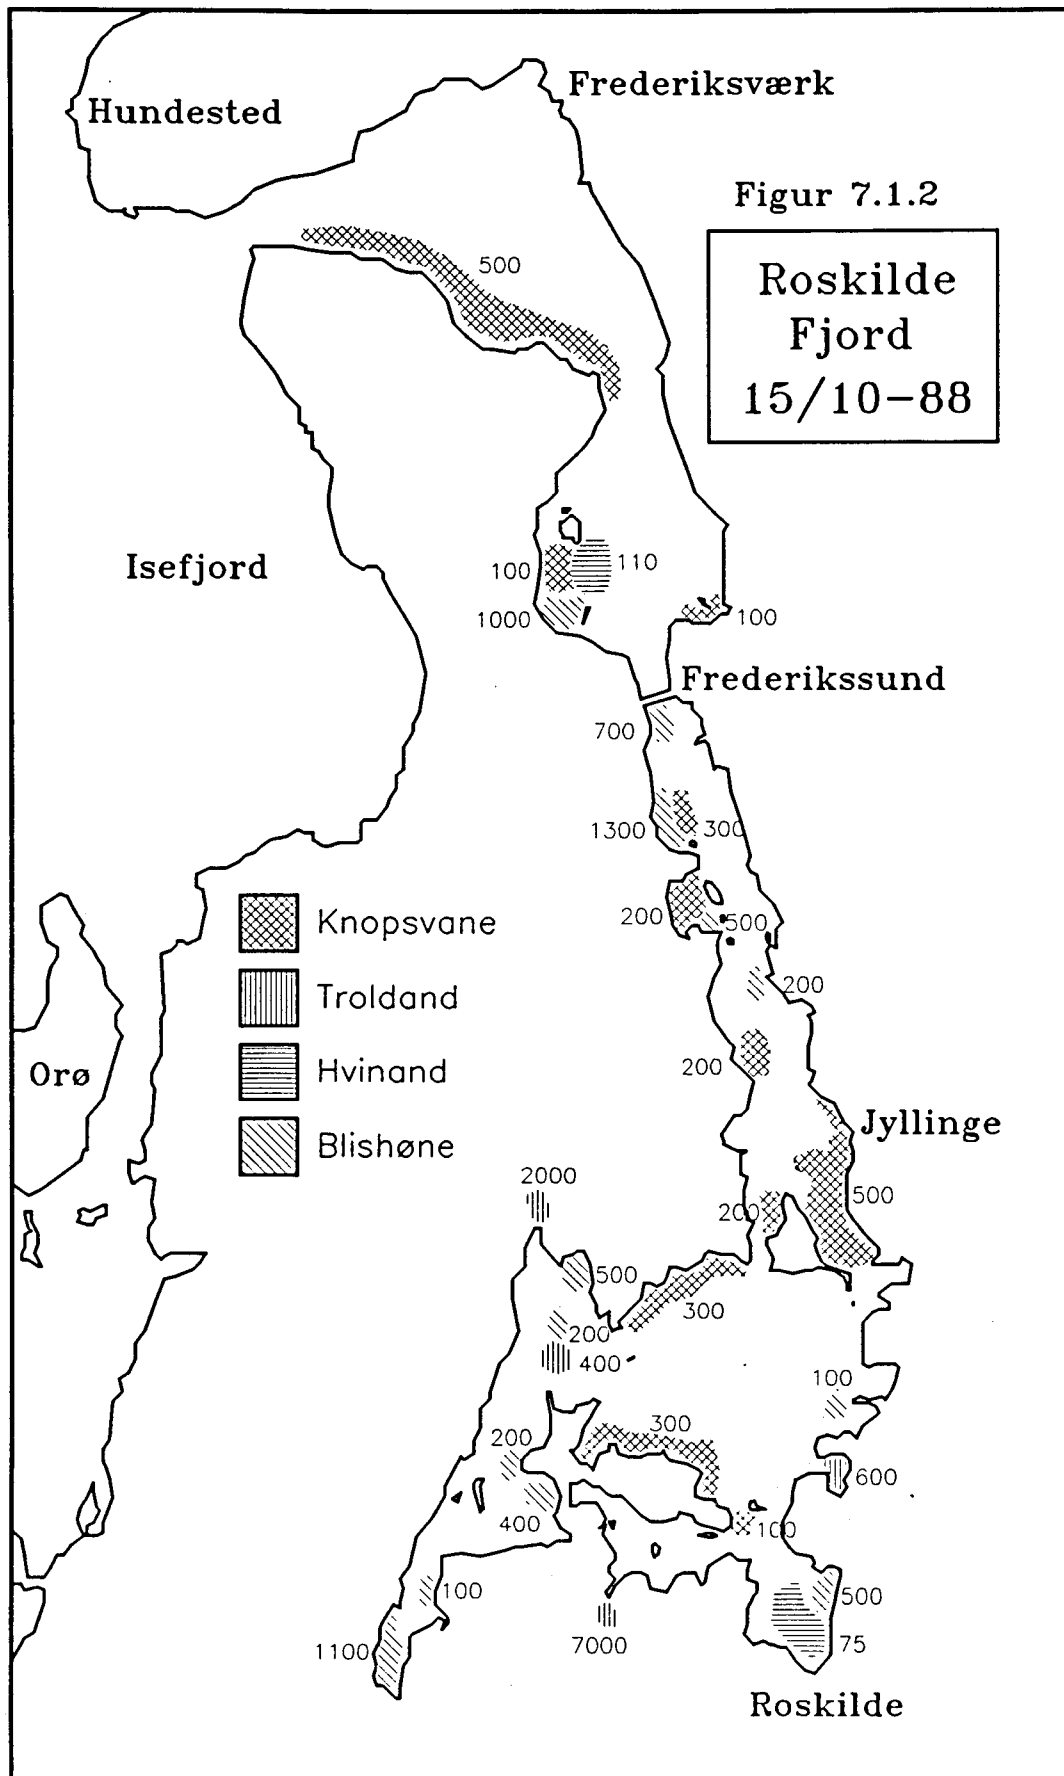 Frederiksværk
Hundested
Figur 7.1.2
Roskilde
Fjord
15/10-88
500
Isefjord
100
110
1000
100
Frederikssund
700
1300
300
200
500
Knopsvane
200
Troldand
200
Hvinand
Orø
Jyllinge
Blishøne
2000
500
200
500
300
200
400
100
300
200
600
400
100
100
500
7000
75
1100
Roskilde